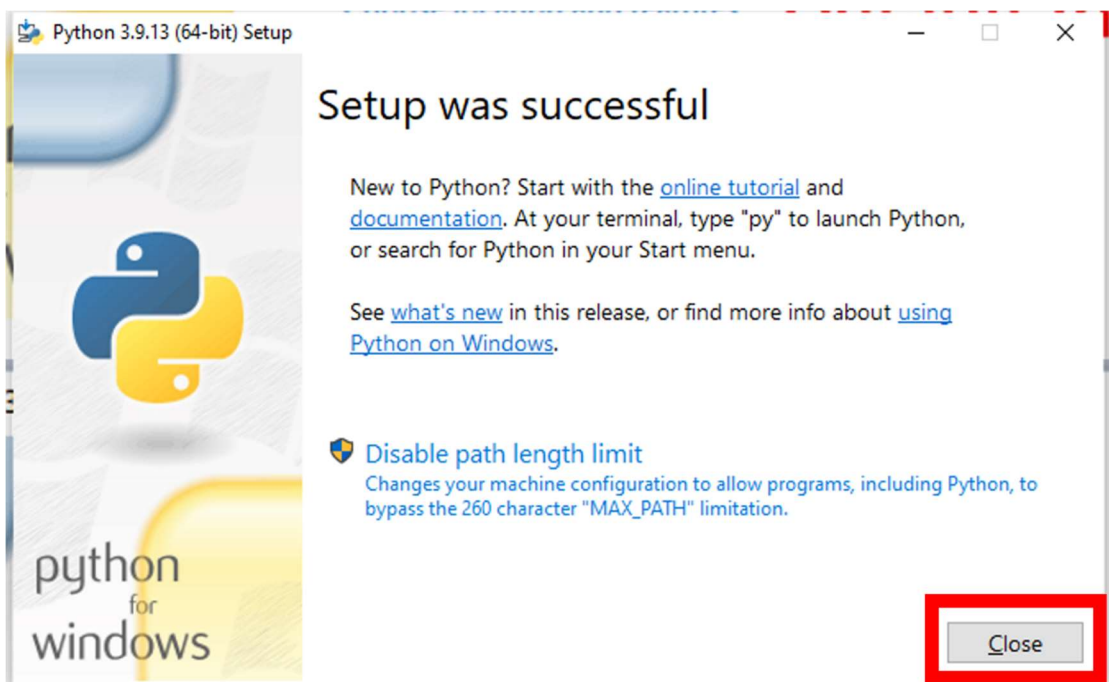 Python 3.9.13 (64-bit) Setup
Setup was successful
New to Python? Start with the online tutorial and
documentation. At your terminal, type "py" to launch Python,
or search for Python in your Start menu.
See what's new in this release, or find more info about using
Python on Windows.
Disable path length limit
Changes your machine configuration to allow programs, including Python, to
bypass the 260 character "MAX_PATH" limitation.
python
for
windows
Close